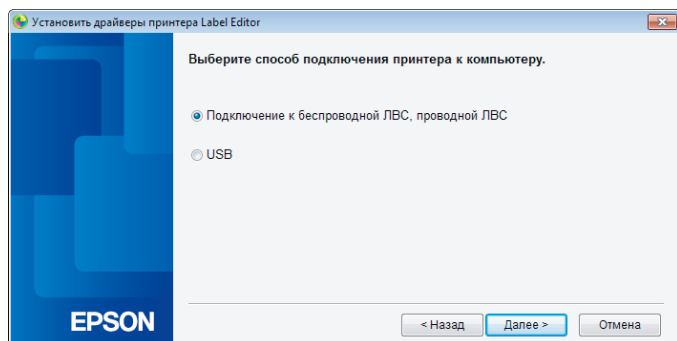 Установить драйверы принтера Label Editor
Выберите способ подключения принтера к компьютеру.
Подключение к беспроводной ЛВС, проводной ЛВС
USB
EPSON
< Назад
Далее >
Отмена